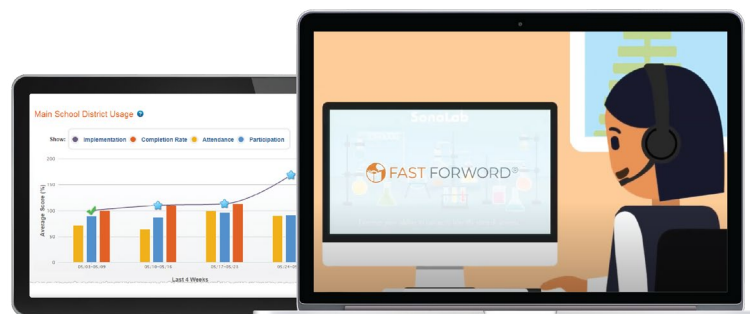 Main School District Usage
Show: Implementation Completion Rate Attendance Participation
200
150
100
50
0
Average Score (%)
Last 4 Weeks
SonoLab
FAST FORWORD®